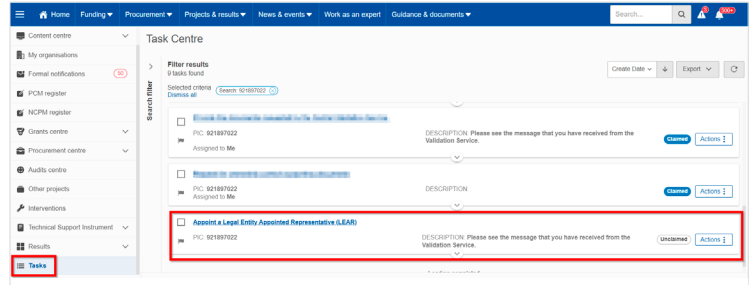 Home Funding Procurement Projects & results News & events Work as an expert Guidance & documents Search... 500+
Content centre
My organisations
Formal notifications
PCM register
NCPM register
Grants centre
Procurement centre
Audits centre
Other projects
Interventions
Technical Support Instrument
Results
Tasks
Task Centre
Search filter
Filter results
9 tasks found
Selected criteria Search: 921897022
Dismiss all
Create Date Export
PIC: 921897022
Assigned to Me
DESCRIPTION: Please see the message that you have received from the
Validation Service.
Claimed Actions
PIC: 921897022
Assigned to Me
DESCRIPTION:
Claimed Actions
Appoint a Legal Entity Appointed Representative (LEAR)
PIC: 921897022
DESCRIPTION: Please see the message that you have received from the
Validation Service.
Unclaimed Actions
Loading completed